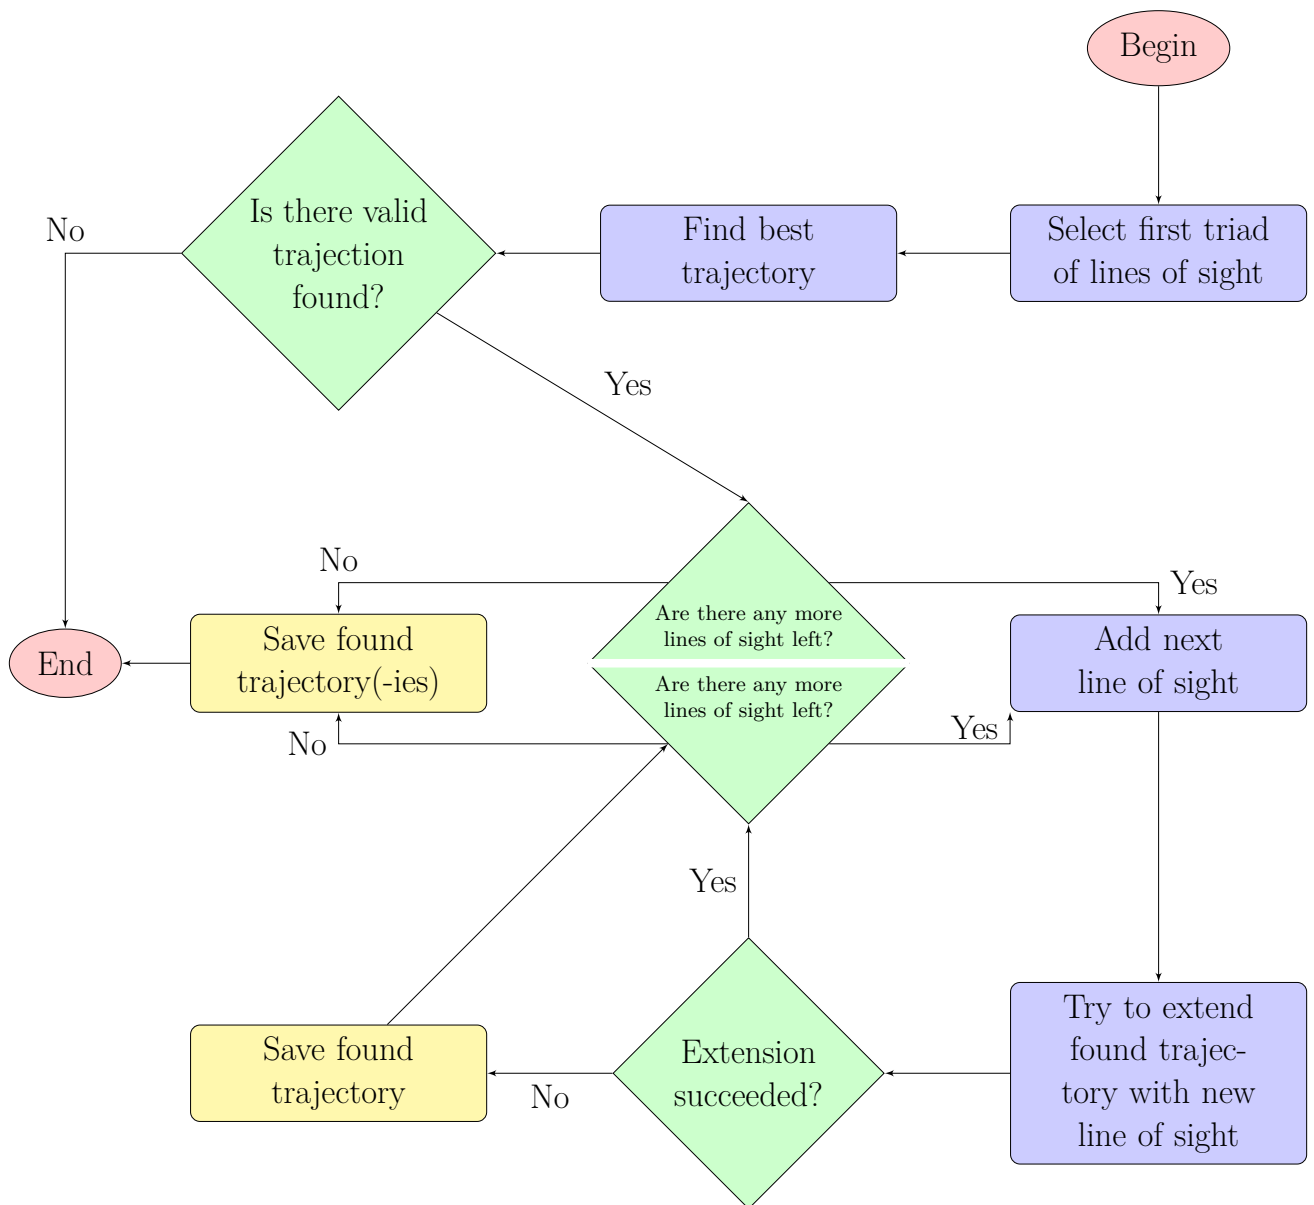 Begin
Select first triad
of lines of sight
Find best
trajectory
Is there valid
trajection
found?
No
Yes
No
Are there any more
lines of sight left?
Yes
Save found
trajectory(-ies)
End
Add next
line of sight
Are there any more
lines of sight left?
No
Yes
Yes
Try to extend
found trajec-
tory with new
line of sight
Extension
succeeded?
No
Save found
trajectory